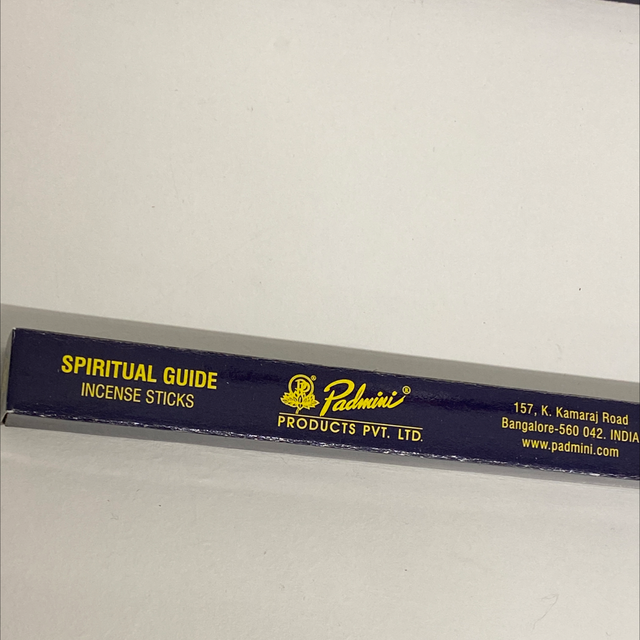 SPIRITUAL GUIDE
INCENSE STICKS
Padmini®
PRODUCTS PVT. LTD.
157, K. Kamaraj Road
Bangalore-560 042. INDIA
www.padmini.com